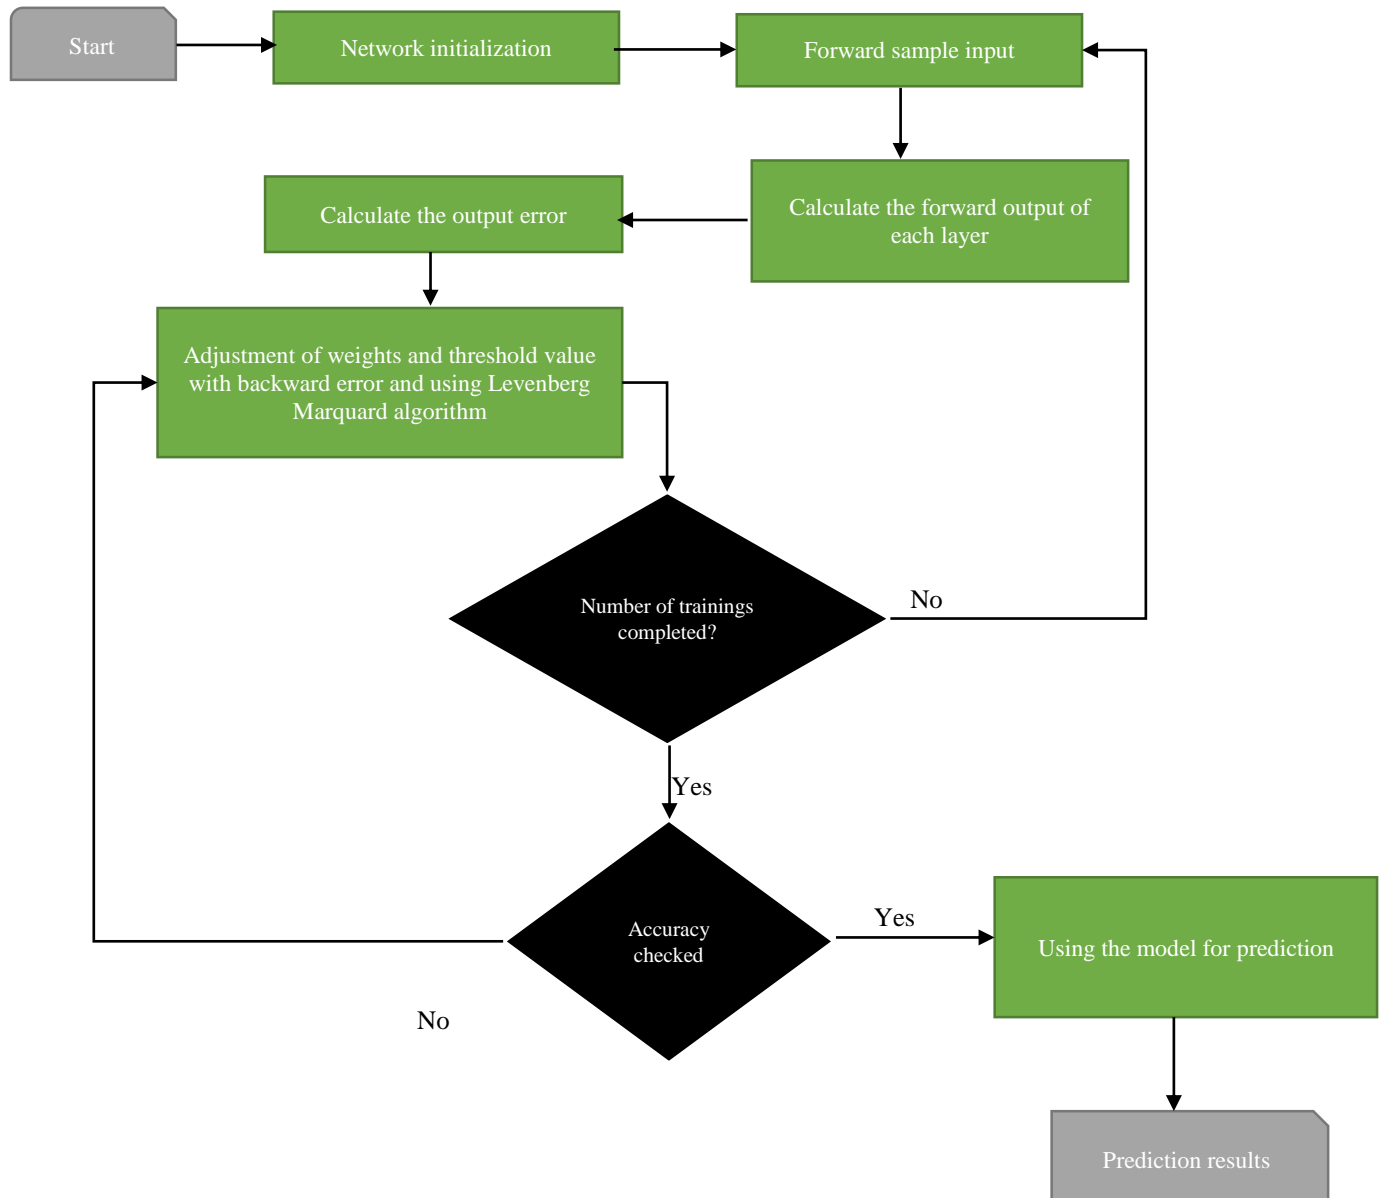 Start
Network initialization
Forward sample input
Calculate the forward output of
each layer
Calculate the output error
Adjustment of weights and threshold value
with backward error and using Levenberg
Marquard algorithm
Number of trainings
completed?
No
Yes
Accuracy
checked
Yes
No
Using the model for prediction
Prediction results